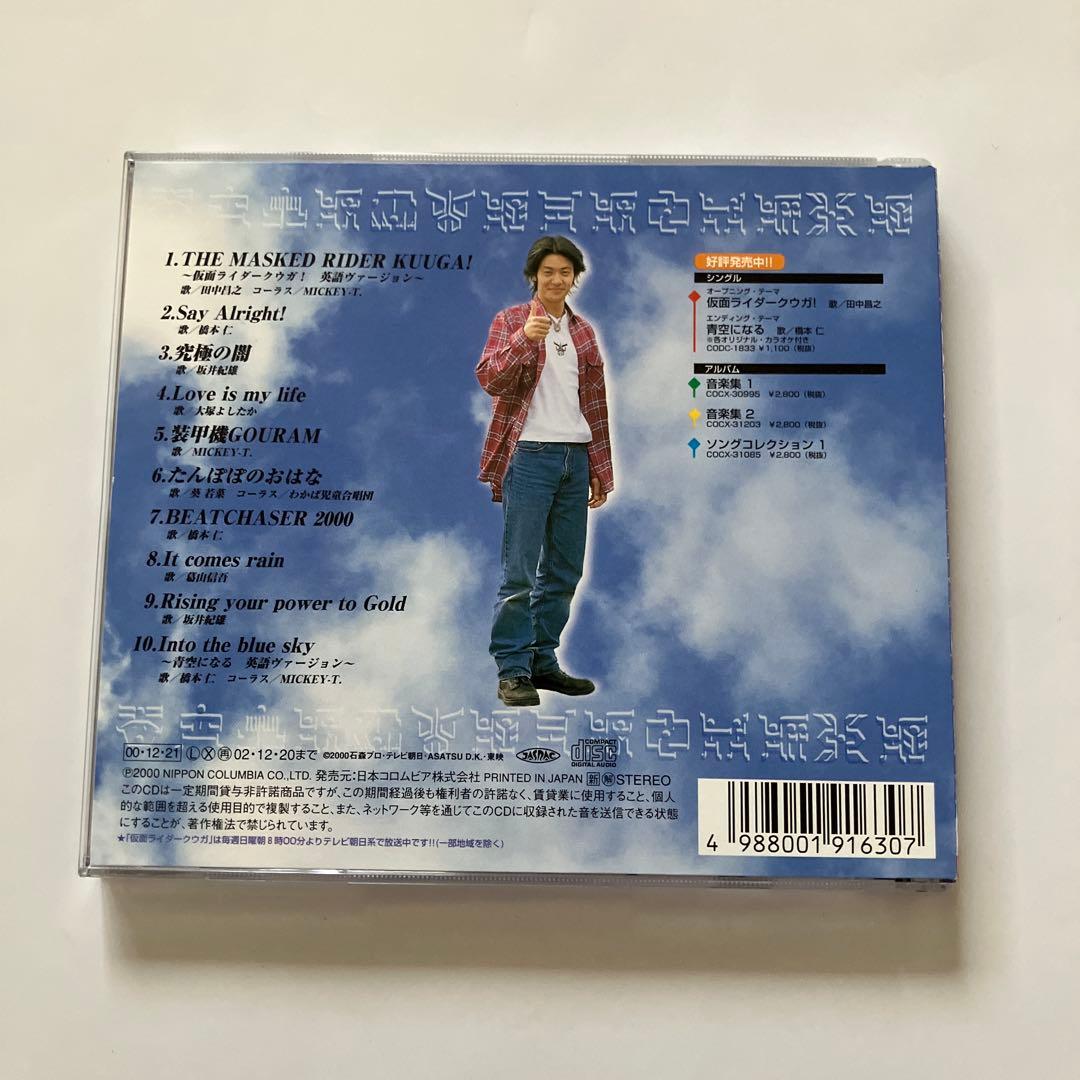 1.THE MASKED RIDER KUUGA!
～仮面ライダークウガ！ 英語ヴァージョン～
歌／田中昌之 コーラス／MICKEY-T.
2.Say Alright!
歌／橋本 仁
3.究極の闇
歌／坂井紀雄
4.Love is my life
歌／大塚よしたか
5.装甲機GOURAM
歌／MICKEY-T.
6.たんぽぽのおはな
歌／葵 若菜 コーラス／わかば児童合唱団
7.BEATCHASER 2000
歌／橋本 仁
8.It comes rain
歌／葛山信吾
9.Rising your power to Gold
歌／坂井紀雄
10.Into the blue sky
～青空になる 英語ヴァージョン～
歌／橋本 仁 コーラス／MICKEY-T.
好評発売中!!
シングル
オープニング・テーマ
仮面ライダークウガ! 歌／田中昌之
エンディング・テーマ
青空になる 歌／橋本 仁
※各オリジナル・カラオケ付き
CODC-1833 ¥1,100（税抜）
アルバム
音楽集 1
COCX-30995 ¥2,800（税抜）
音楽集 2
COCX-31203 ¥2,800（税抜）
ソングコレクション 1
COCX-31085 ¥2,800（税抜）
00・12・21 Ⓛ Ⓧ 再 02・12・20まで ©2000石森プロ・テレビ朝日・ASATSU D.K.・東映 JASRAC COMPACT disc DIGITAL AUDIO
Ⓟ2000 NIPPON COLUMBIA CO.,LTD. 発売元:日本コロムビア株式会社 PRINTED IN JAPAN 新 解 STEREO
このCDは一定期間貸与非許諾商品ですが、この期間経過後も権利者の許諾なく、賃貸業に使用すること、個人
的な範囲を超える使用目的で複製すること、また、ネットワーク等を通じてこのCDに収録された音を送信できる状態
にすることが、著作権法で禁じられています。
★「仮面ライダークウガ」は毎週日曜朝8時00分よりテレビ朝日系で放送中です!!(一部地域を除く)
4 988001 916307